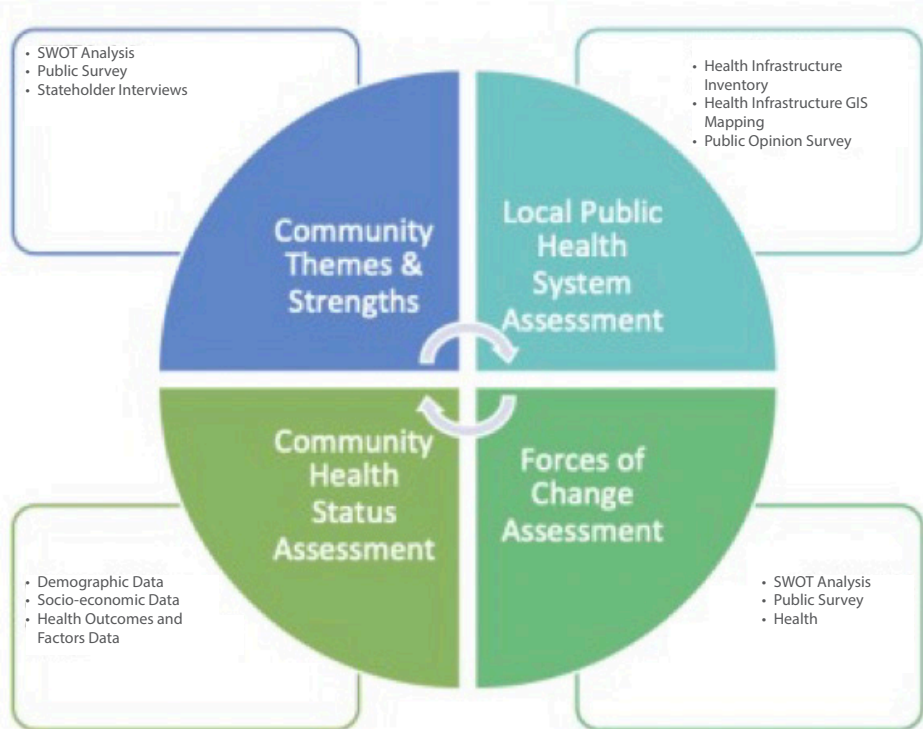 • SWOT Analysis
• Public Survey
• Stateholder Interviews
• Health Infrastructure
Inventory
• Health Infrastructure GIS
Mapping
• Public Opinion Survey
Community
Themes &
Strengths
Local Public
Health
System
Assessment
Community
Health
Status
Assessment
Forces of
Change
Assessment
• Demographic Data
• Socio-economic Data
• Health Outcomes and
Factors Data
• SWOT Analysis
• Public Survey
• Health